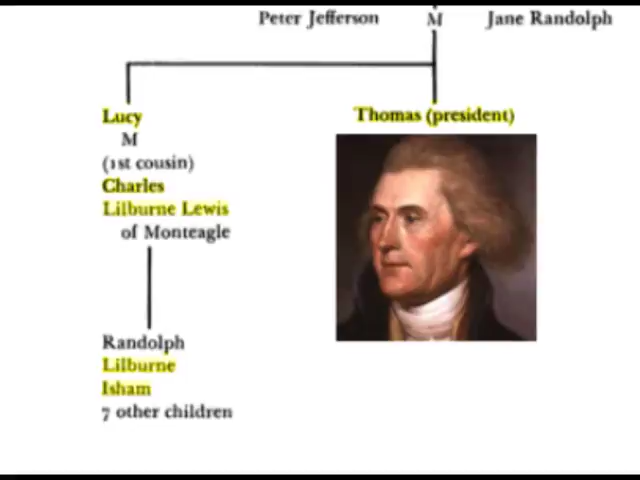 Peter Jefferson M Jane Randolph
Lucy
Thomas (president)
M
(1st cousin)
Charles
Lilburne Lewis
of Monteagle
Randolph
Lilburne
Isham
7 other children